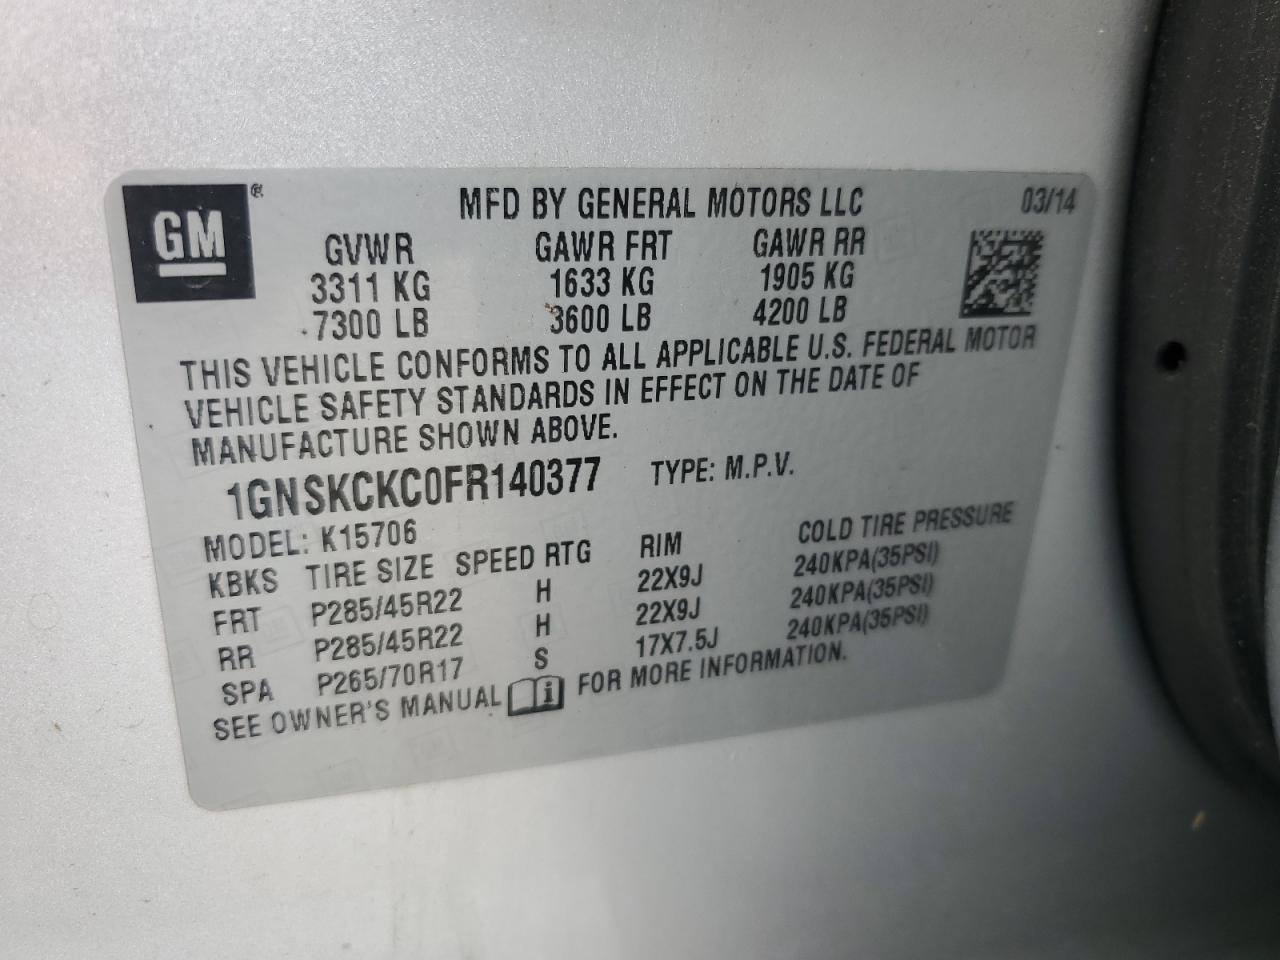 GM®
MFD BY GENERAL MOTORS LLC 03/14
GVWR GAWR FRT GAWR RR
3311 KG 1633 KG 1905 KG
7300 LB 3600 LB 4200 LB
THIS VEHICLE CONFORMS TO ALL APPLICABLE U.S. FEDERAL MOTOR
VEHICLE SAFETY STANDARDS IN EFFECT ON THE DATE OF
MANUFACTURE SHOWN ABOVE.
1GNSKCKC0FR140377 TYPE: M.P.V.
MODEL: K15706
KBKS TIRE SIZE SPEED RTG RIM COLD TIRE PRESSURE
FRT P285/45R22 H 22X9J 240KPA(35PSI)
RR P285/45R22 H 22X9J 240KPA(35PSI)
SPA P265/70R17 S 17X7.5J 240KPA(35PSI)
SEE OWNER'S MANUAL i FOR MORE INFORMATION.